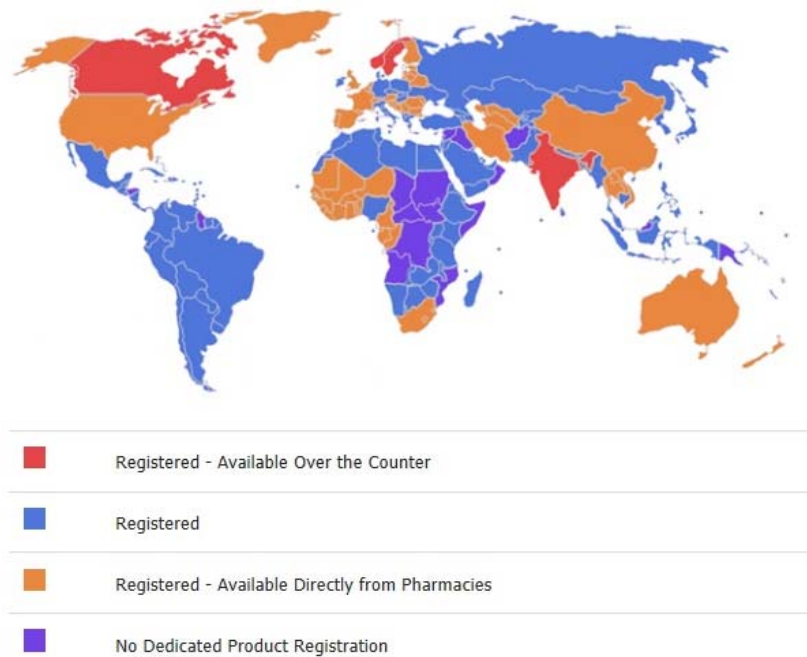 Registered - Available Over the Counter
Registered
Registered - Available Directly from Pharmacies
No Dedicated Product Registration